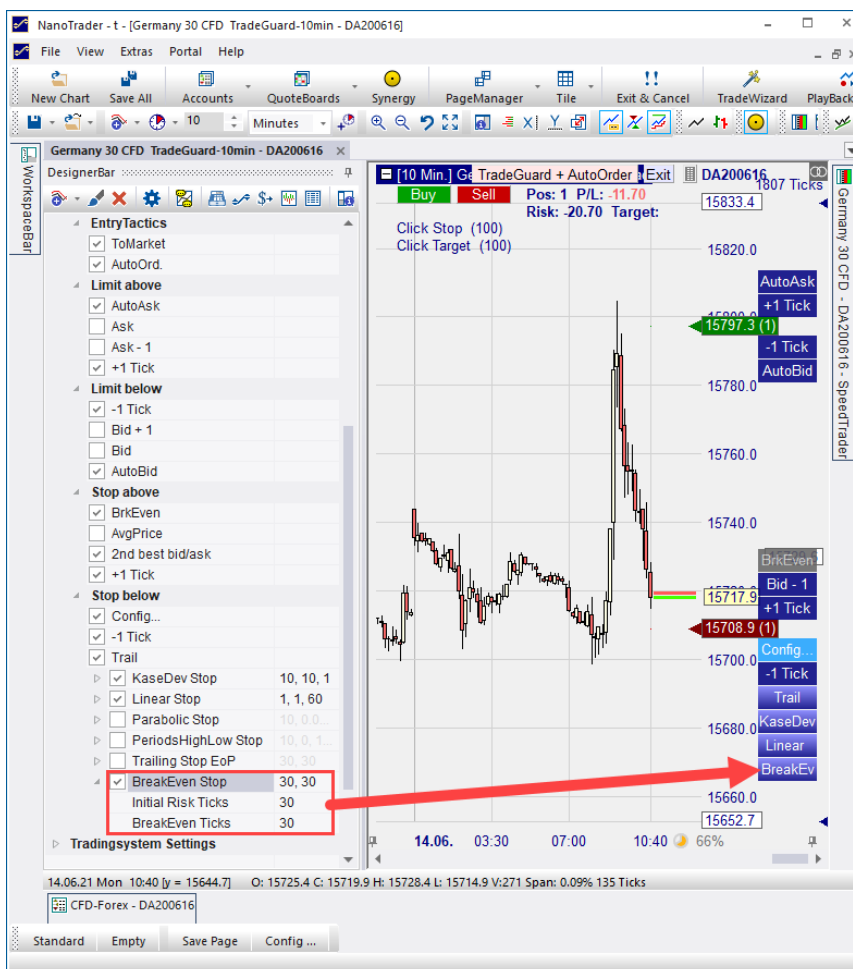 NanoTrader - t - [Germany 30 CFD TradeGuard-10min - DA200616]
File View Extras Portal Help
New Chart Save All Accounts QuoteBoards Synergy PageManager Tile Exit & Cancel TradeWizard PlayBack
10 Minutes
Germany 30 CFD TradeGuard-10min - DA200616
WorkspaceBar
DesignerBar
EntryTactics
ToMarket
AutoOrd.
Limit above
AutoAsk
Ask
Ask - 1
+1 Tick
Limit below
-1 Tick
Bid + 1
Bid
AutoBid
Stop above
BrkEven
AvgPrice
2nd best bid/ask
+1 Tick
Stop below
Config...
-1 Tick
Trail
KaseDev Stop 10, 10, 1
Linear Stop 1, 1, 60
Parabolic Stop 10, 0.0...
PeriodsHighLow Stop 10, 0, 1...
Trailing Stop EoP 30, 30
BreakEven Stop 30, 30
Initial Risk Ticks 30
BreakEven Ticks 30
Tradingsystem Settings
[10 Min.] Ge TradeGuard + AutoOrder Exit DA200616
1807 Ticks
Buy Sell Pos: 1 P/L: -11.70
Risk: -20.70 Target:
Click Stop (100)
Click Target (100)
15833.4
15820.0
AutoAsk
+1 Tick
15797.3 (1)
-1 Tick
AutoBid
15780.0
15760.0
15740.0
BrkEven
Bid - 1
15717.9
+1 Tick
15708.9 (1)
Config...
15700.0
-1 Tick
Trail
KaseDev
15680.0
Linear
BreakEv
15660.0
15652.7
14.06. 03:30 07:00 10:40 66%
Germany 30 CFD - DA200616 - SpeedTrader
14.06.21 Mon 10:40 [y = 15644.7] O: 15725.4 C: 15719.9 H: 15728.4 L: 15714.9 V:271 Span: 0.09% 135 Ticks
CFD-Forex - DA200616
Standard Empty Save Page Config ...